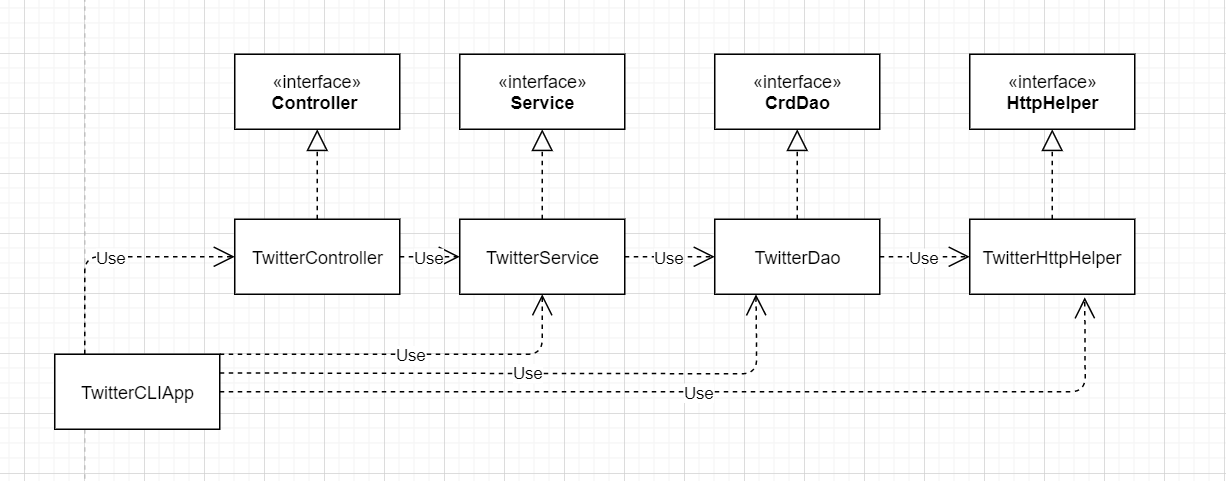 «interface»
Controller
«interface»
Service
«interface»
CrdDao
«interface»
HttpHelper
Use
TwitterController
Use
TwitterService
Use
TwitterDao
Use
TwitterHttpHelper
Use
Use
Use
TwitterCLIApp